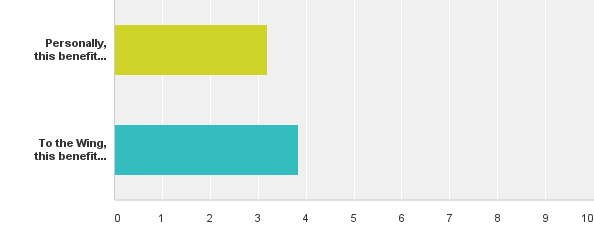 Personally,
this benefit...
To the Wing,
this benefit...
0 1 2 3 4 5 6 7 8 9 10